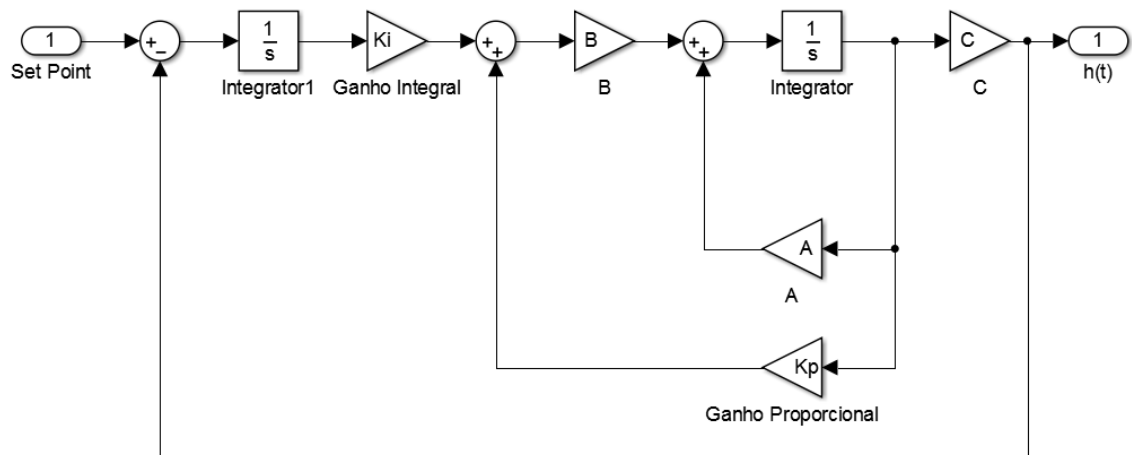 1
Set Point
+
−
1
s
Integrator1
Ki
Ganho Integral
+
+
B
B
+
+
1
s
Integrator
C
C
1
h(t)
A
A
Kp
Ganho Proporcional